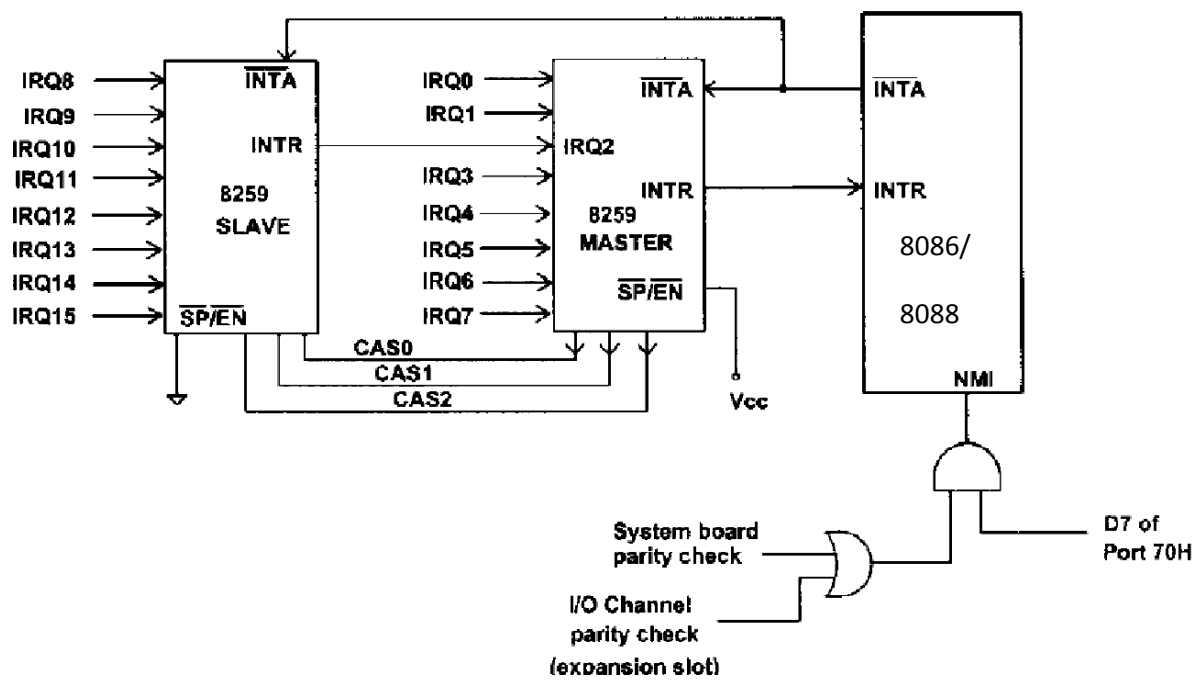 IRQ8
IRQ9
IRQ10
IRQ11
IRQ12
IRQ13
IRQ14
IRQ15
INTA
INTR
8259
SLAVE
SP/EN
IRQ0
IRQ1
IRQ2
IRQ3
IRQ4
IRQ5
IRQ6
IRQ7
INTA
INTR
8259
MASTER
SP/EN
CAS0
CAS1
CAS2
Vcc
INTA
INTR
8086/
8088
NMI
System board
parity check
I/O Channel
parity check
(expansion slot)
D7 of
Port 70H